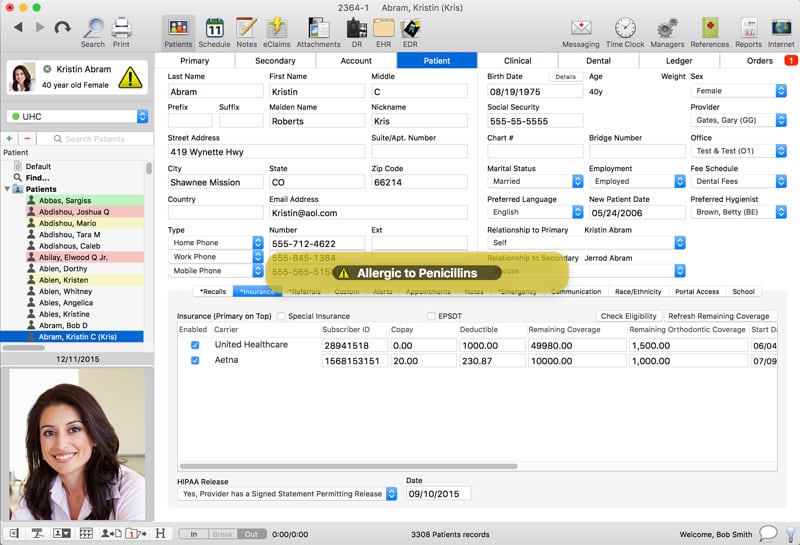 2364-1 Abram, Kristin (Kris)
Search Print Patients Schedule Notes eClaims Attachments DR EHR EDR Messaging Time Clock Managers References Reports Internet
11
Primary Secondary Account Patient Clinical Dental Ledger Orders 1
Kristin Abram
40 year old Female
UHC
Search Patients
Patient
Default
Find...
Patients
Abbas, Sargiss
Abdishou, Joshua Q
Abdishou, Mario
Abdishou, Tara M
Abdishous, Caleb
Abilay, Elwood Q Jr.
Ablen, Dorthy
Ablen, Kristen
Ablen, Whitney
Ables, Angelica
Ables, Kristine
Abram, Bob D
Abram, Kristin C (Kris)
12/11/2015
Last Name First Name Middle Birth Date Details Age Weight Sex
Abram Kristin C 08/19/1975 40y Female
Prefix Suffix Maiden Name Nickname Social Security Provider
Roberts Kris 555-55-5555 Gates, Gary (GG)
Street Address Suite/Apt. Number Chart # Bridge Number Office
419 Wynette Hwy Test & Test (O1)
City State Zip Code Marital Status Employment Fee Schedule
Shawnee Mission CO 66214 Married Employed Dental Fees
Country Email Address Preferred Language New Patient Date Preferred Hygienist
Kristin@aol.com English 05/24/2006 Brown, Betty (BE)
Type Number Ext Relationship to Primary Kristin Abram
Home Phone 555-712-4622 Self
Work Phone 555-845-1384 Relationship to Secondary Jerrod Abram
Mobile Phone Spouse
Allergic to Penicillins
*Recalls *Insurance *Referrals Custom Alerts Appointments Notes *Emergency Communication Race/Ethnicity Portal Access School
Insurance (Primary on Top) Special Insurance EPSDT Check Eligibility Refresh Remaining Coverage
Enabled Carrier Subscriber ID Copay Deductible Remaining Coverage Remaining Orthodontic Coverage Start Da
United Healthcare 28941518 0.00 1000.00 49980.00 1,500.00 06/04
Aetna 1568153151 20.00 230.87 10000.00 1,000.00 07/09
HIPAA Release Date
Yes, Provider has a Signed Statement Permitting Release 09/10/2015
In Break Out 0:00/0:00 3308 Patients records Welcome, Bob Smith